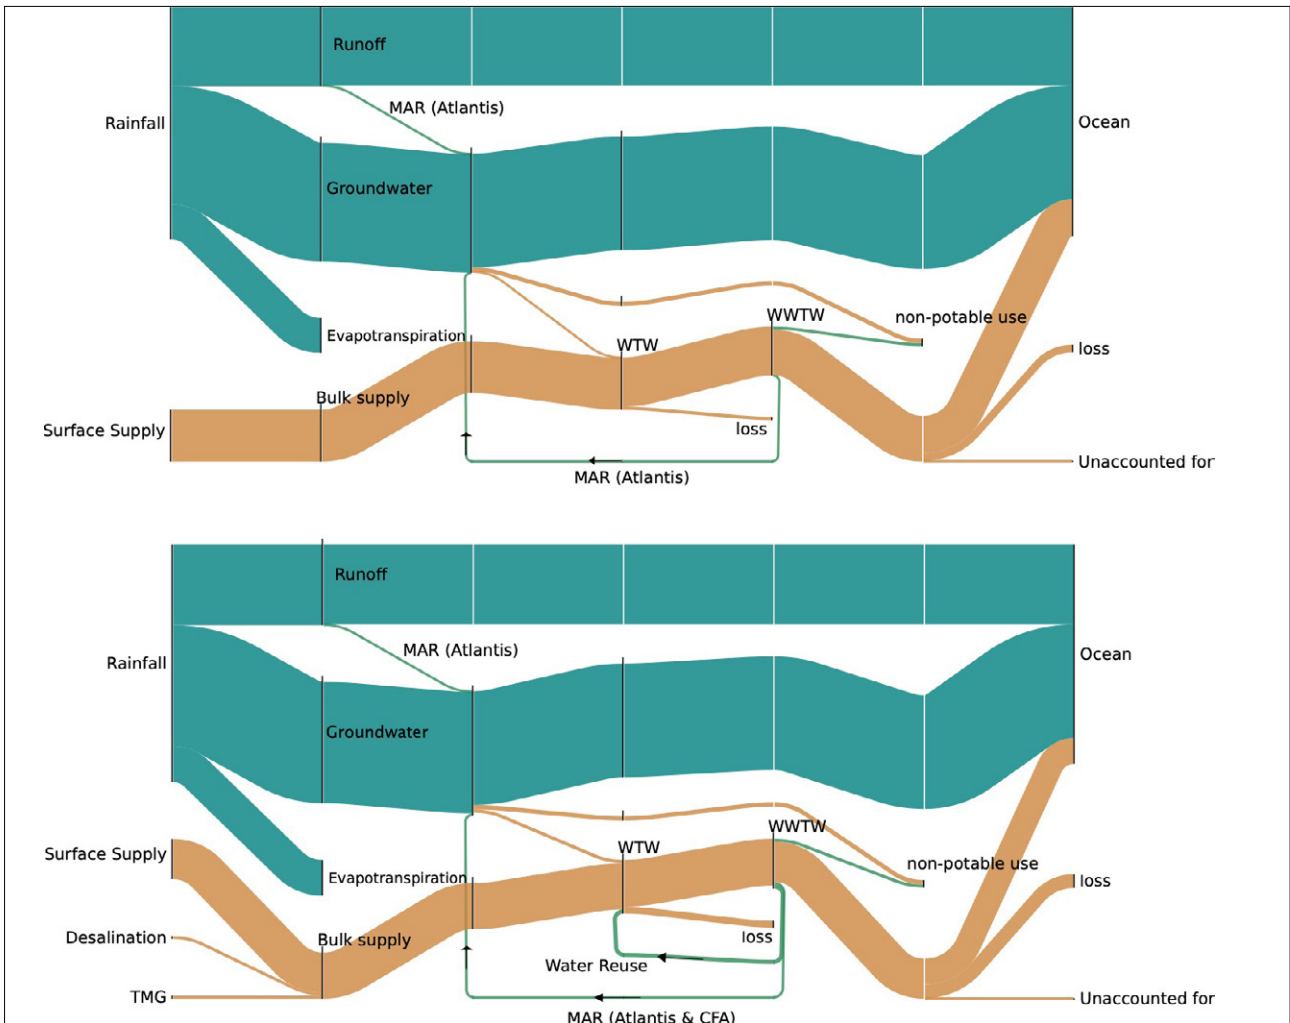 Runoff
MAR (Atlantis)
Rainfall
Ocean
Groundwater
WWTW
non-potable use
Evapotranspiration
WTW
loss
Bulk supply
Surface Supply
loss
Unaccounted for
MAR (Atlantis)
Runoff
MAR (Atlantis)
Rainfall
Ocean
Groundwater
WWTW
Surface Supply
WTW
non-potable use
Evapotranspiration
loss
Desalination
Bulk supply
loss
Water Reuse
TMG
Unaccounted for
MAR (Atlantis & CFA)